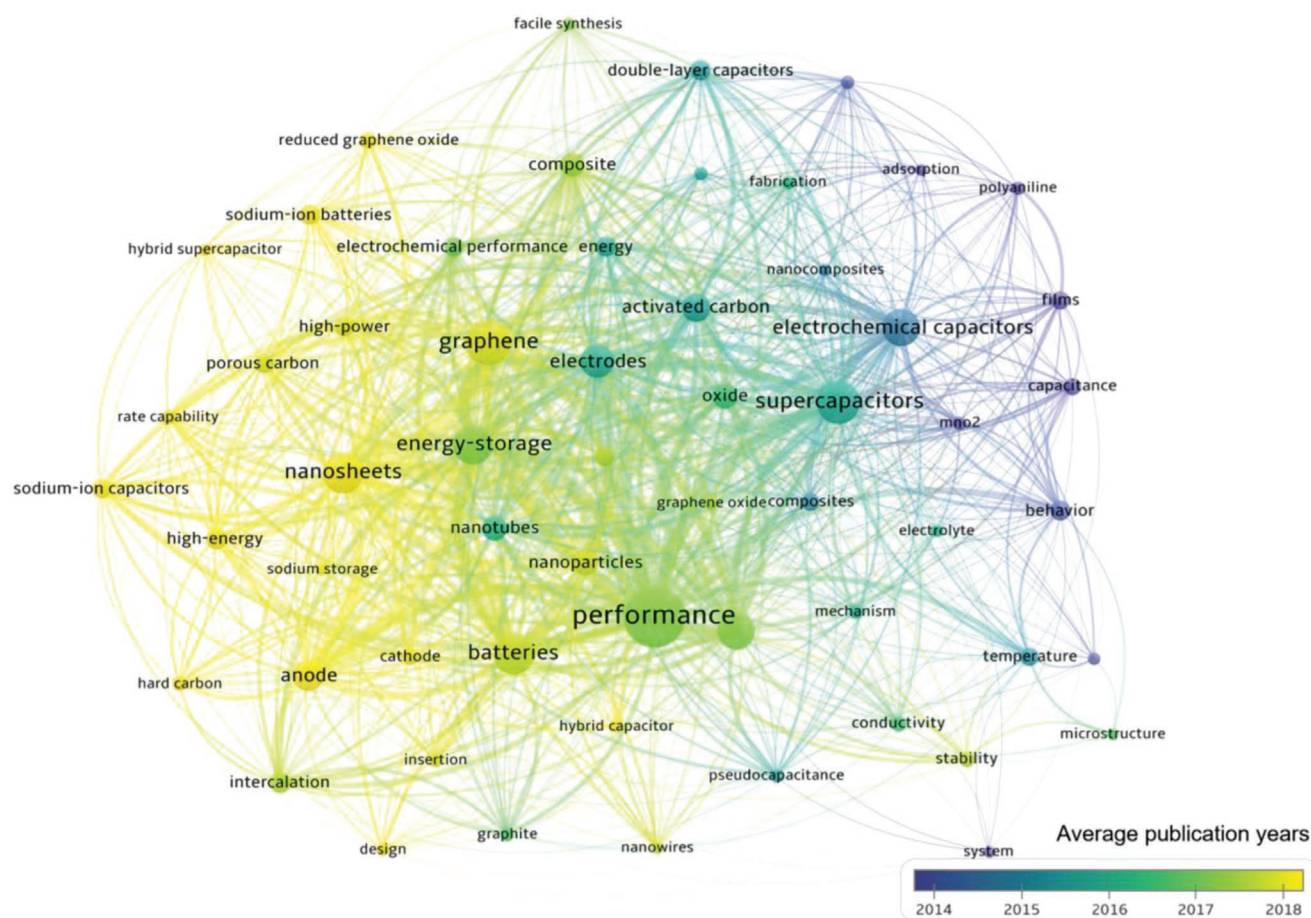 facile synthesis
double-layer capacitors
reduced graphene oxide
composite
fabrication
adsorption
polyaniline
sodium-ion batteries
hybrid supercapacitor
electrochemical performance
energy
nanocomposites
films
high-power
activated carbon
electrochemical capacitors
graphene
porous carbon
electrodes
capacitance
oxide
supercapacitors
rate capability
mno2
energy-storage
nanosheets
sodium-ion capacitors
graphene oxide
composites
behavior
nanotubes
electrolyte
high-energy
nanoparticles
sodium storage
performance
mechanism
batteries
cathode
temperature
anode
hard carbon
hybrid capacitor
conductivity
microstructure
insertion
stability
intercalation
pseudocapacitance
graphite
design
nanowires
system
Average publication years
2014 2015 2016 2017 2018